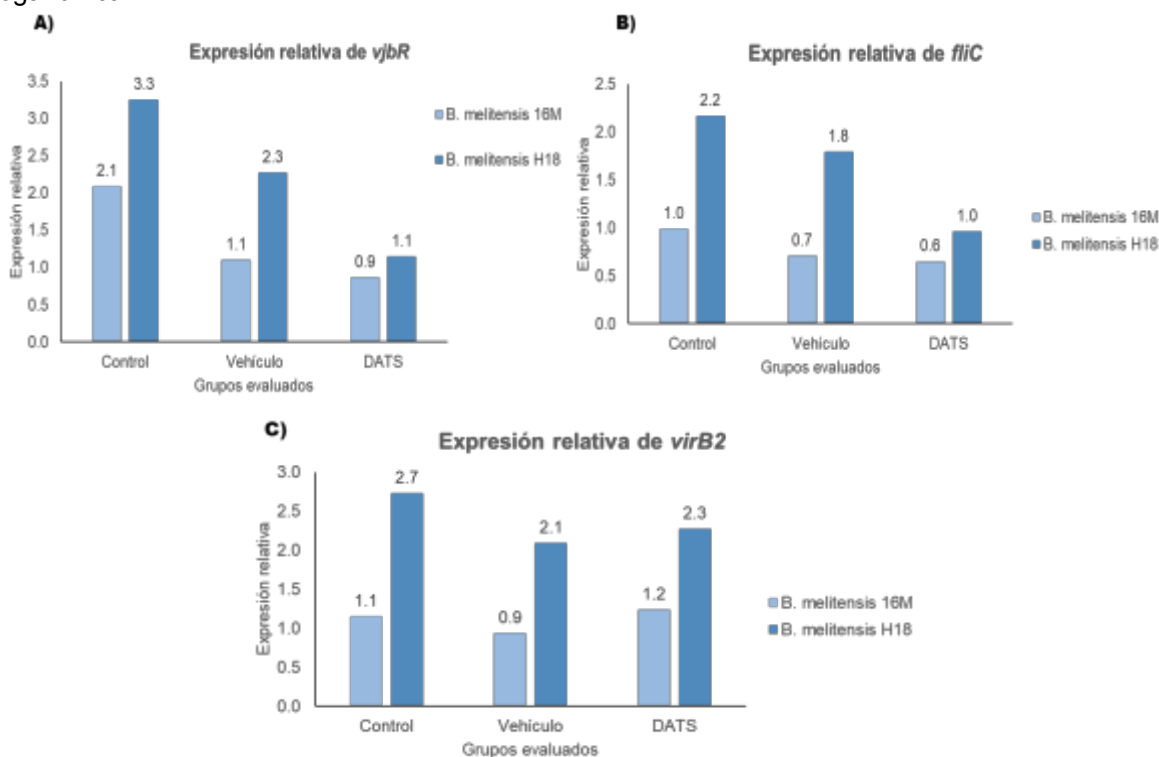 A)
Expresión relativa de vjbR
3.5
3.0
2.5
2.0
1.5
1.0
0.5
0.0
Expresión relativa
2.1
3.3
1.1
2.3
0.9
1.1
Control
Vehículo
DATS
Grupos evaluados
B. melitensis 16M
B. melitensis H18
B)
Expresión relativa de fliC
2.5
2.0
1.5
1.0
0.5
0.0
Expresión relativa
1.0
2.2
0.7
1.8
0.6
1.0
Control
Vehículo
DATS
Grupos evaluados
B. melitensis 16M
B. melitensis H18
C)
Expresión relativa de virB2
3.0
2.5
2.0
1.5
1.0
0.5
0.0
Expresión relativa
1.1
2.7
0.9
2.1
1.2
2.3
Control
Vehículo
DATS
Grupos evaluados
B. melitensis 16M
B. melitensis H18